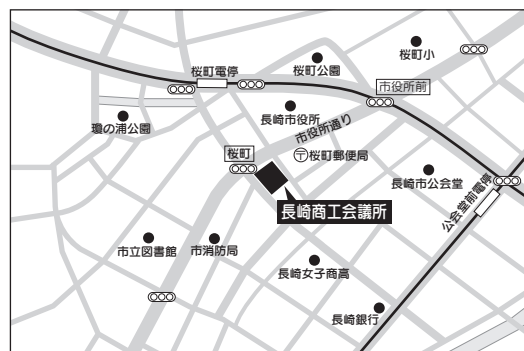 桜町小
桜町公園
桜町電停
市役所前
長崎市役所
瓊の浦公園
市役所通り
桜町
〒桜町郵便局
長崎市公会堂
公会堂前電停
長崎商工会議所
市立図書館
市消防局
長崎女子商高
長崎銀行